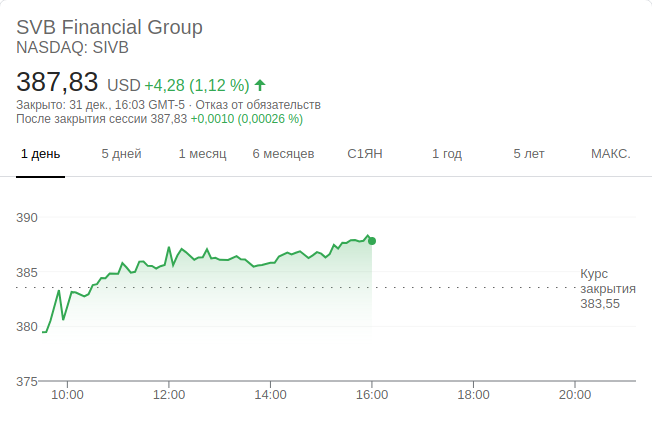 SVB Financial Group
NASDAQ: SIVB
387,83 USD +4,28 (1,12 %)
Закрыто: 31 дек., 16:03 GMT-5 · Отказ от обязательств
После закрытия сессии 387,83 +0,0010 (0,00026 %)
1 день 5 дней 1 месяц 6 месяцев С1ЯН 1 год 5 лет МАКС.
390
385
Курс
закрытия
383,55
380
375
10:00 12:00 14:00 16:00 18:00 20:00